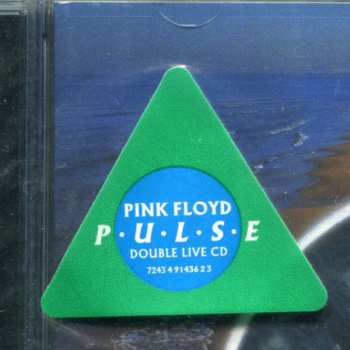 PINK FLOYD
P·U·L·S·E
DOUBLE LIVE CD
7243 4 91436 2 3